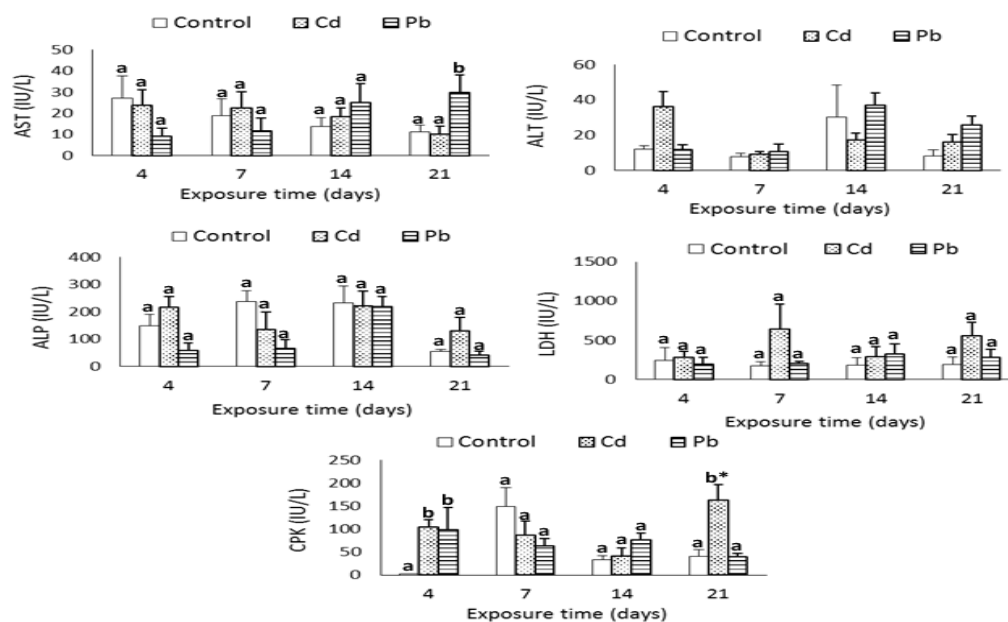 Control Cd Pb
AST (IU/L)
50
40
30
20
10
0
a a a
a a a
a a a
a a b
4 7 14 21
Exposure time (days)
Control Cd Pb
ALT (IU/L)
60
40
20
0
4 7 14 21
Exposure time (days)
Control Cd Pb
ALP (IU/L)
400
300
200
100
0
a a a
a a a
a a a
a a a
4 7 14 21
Exposure time (days)
Control Cd Pb
LDH (IU/L)
1500
1000
500
0
a a a
a a a
a a a
a a a
4 7 14 21
Exposure time (days)
Control Cd Pb
CPK (IU/L)
250
200
150
100
50
0
a b b
a a a
a a a
a b* a
4 7 14 21
Exposure time (days)